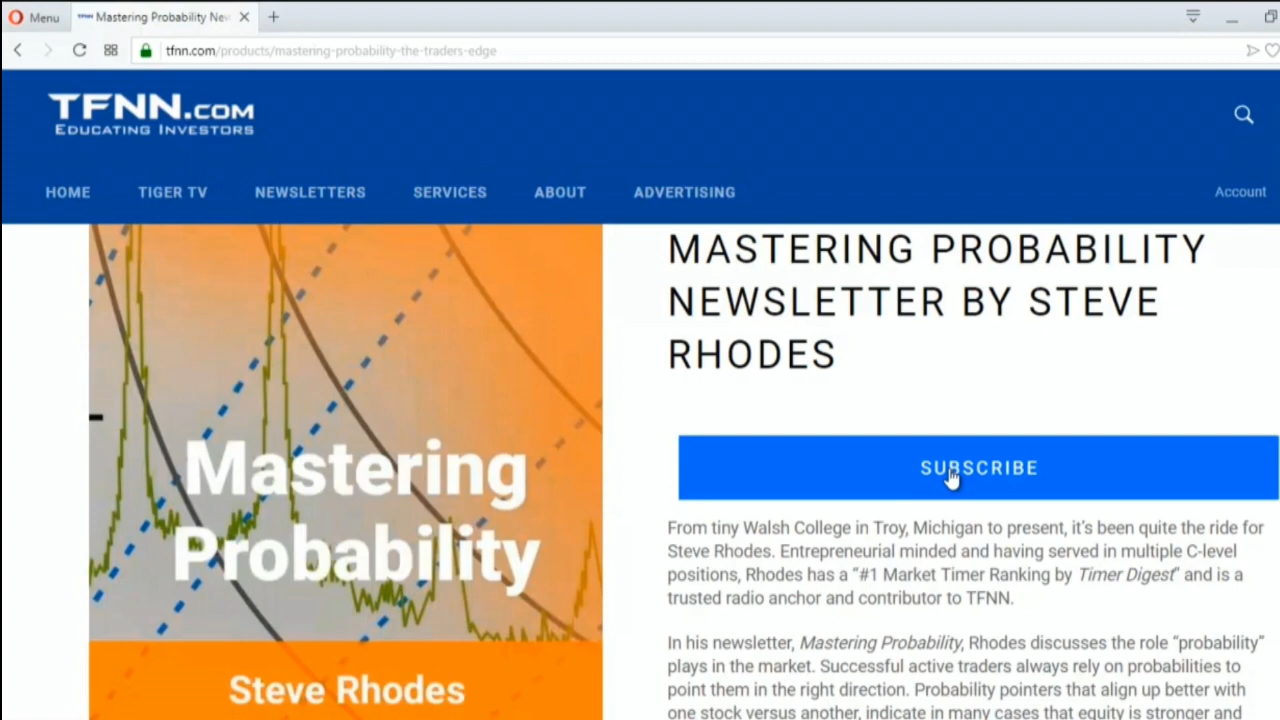 Menu
Mastering Probability New
tfnn.com/products/mastering-probability-the-traders-edge
TFNN.COM
EDUCATING INVESTORS
HOME TIGER TV NEWSLETTERS SERVICES ABOUT ADVERTISING Account
MASTERING PROBABILITY
NEWSLETTER BY STEVE
RHODES
SUBSCRIBE
Mastering
Probability
Steve Rhodes
From tiny Walsh College in Troy, Michigan to present, it's been quite the ride for
Steve Rhodes. Entrepreneurial minded and having served in multiple C-level
positions, Rhodes has a “#1 Market Timer Ranking by Timer Digest” and is a
trusted radio anchor and contributor to TFNN.
In his newsletter, Mastering Probability, Rhodes discusses the role “probability”
plays in the market. Successful active traders always rely on probabilities to
point them in the right direction. Probability pointers that align up better with
one stock versus another, indicate in many cases that equity is stronger and